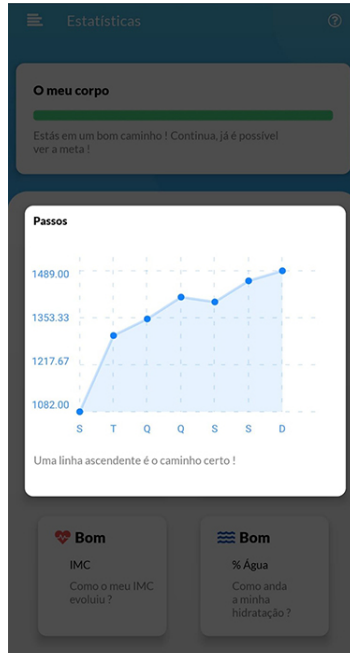 Estatísticas
O meu corpo
Estás em um bom caminho ! Continua, já é possível
ver a meta !
Passos
1489.00
1353.33
1217.67
1082.00
S T Q Q S S D
Uma linha ascendente é o caminho certo !
Bom
IMC
Como o meu IMC
evoluiu ?
Bom
% Água
Como anda
a minha
hidratação ?